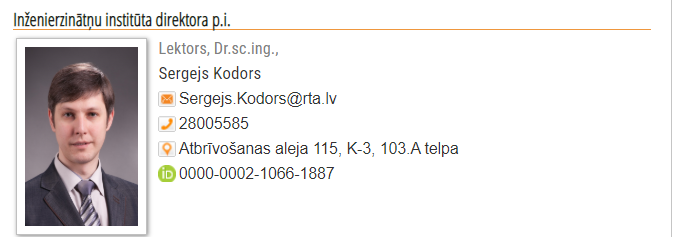 Inženierzinātņu institūta direktora p.i.
Lektors, Dr.sc.ing.,
Sergejs Kodors
Sergejs.Kodors@rta.lv
28005585
Atbrīvošanas aleja 115, K-3, 103.A telpa
iD 0000-0002-1066-1887